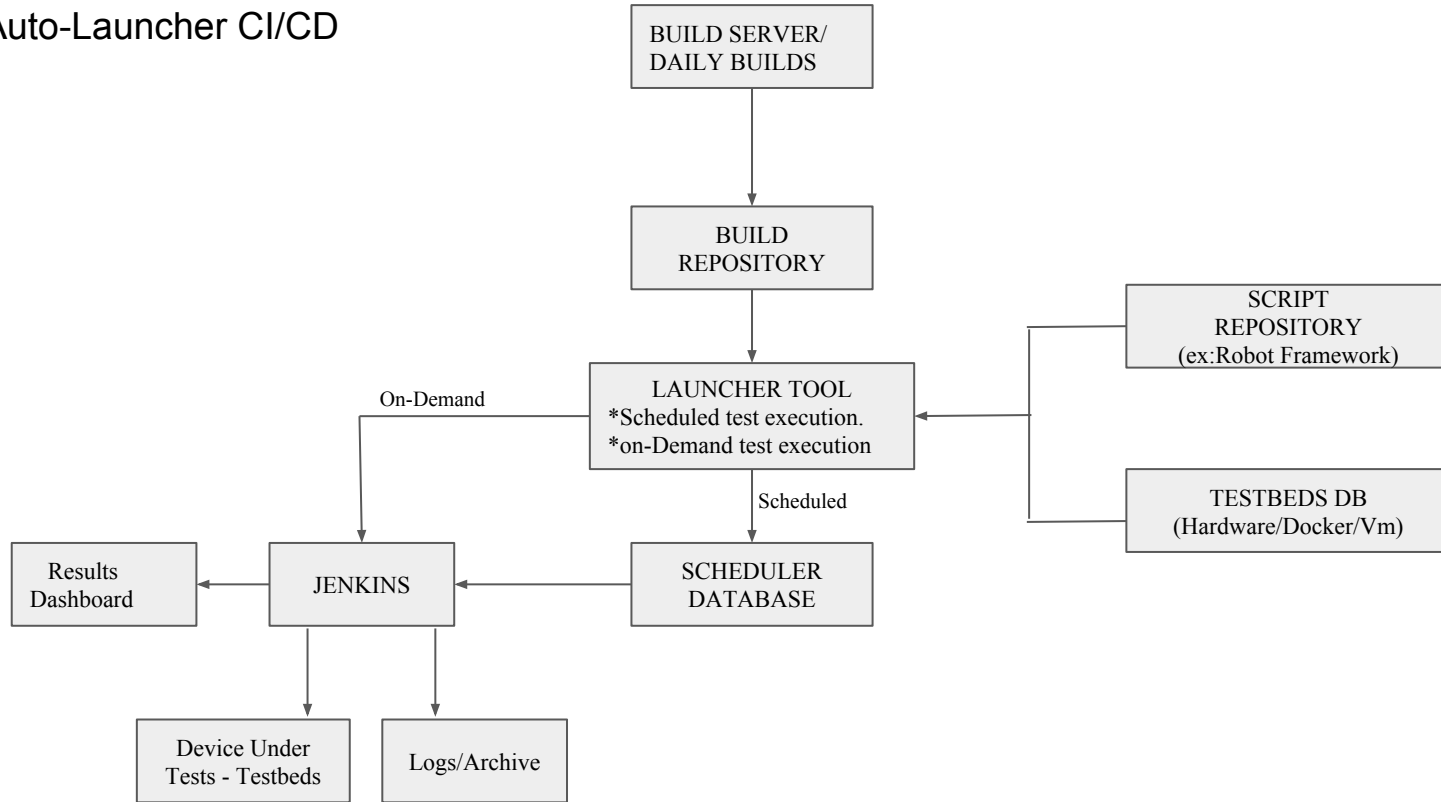 Auto-Launcher CI/CD
BUILD SERVER/
DAILY BUILDS
BUILD
REPOSITORY
SCRIPT
REPOSITORY
(ex:Robot Framework)
LAUNCHER TOOL
*Scheduled test execution.
*on-Demand test execution
On-Demand
Scheduled
TESTBEDS DB
(Hardware/Docker/Vm)
Results
Dashboard
JENKINS
SCHEDULER
DATABASE
Device Under
Tests - Testbeds
Logs/Archive